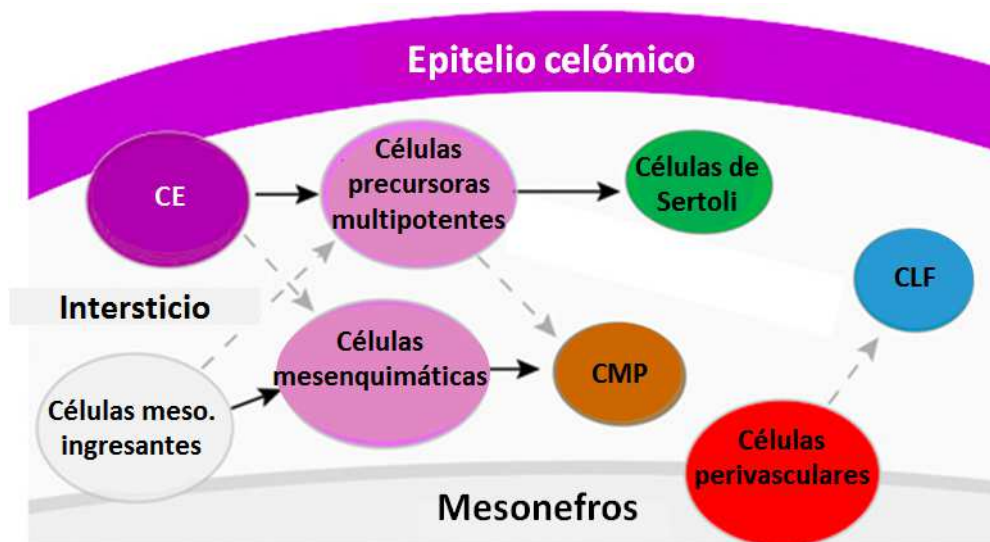 Epitelio celómico
CE
Células
precursoras
multipotentes
Células de
Sertoli
CLF
Intersticio
Células
mesenquimáticas
CMP
Células meso.
ingresantes
Células
perivasculares
Mesonefros